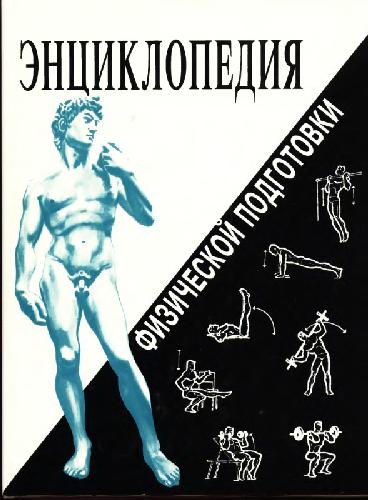 ЭНЦИКЛОПЕДИЯ
ФИЗИЧЕСКОЙ ПОДГОТОВКИ